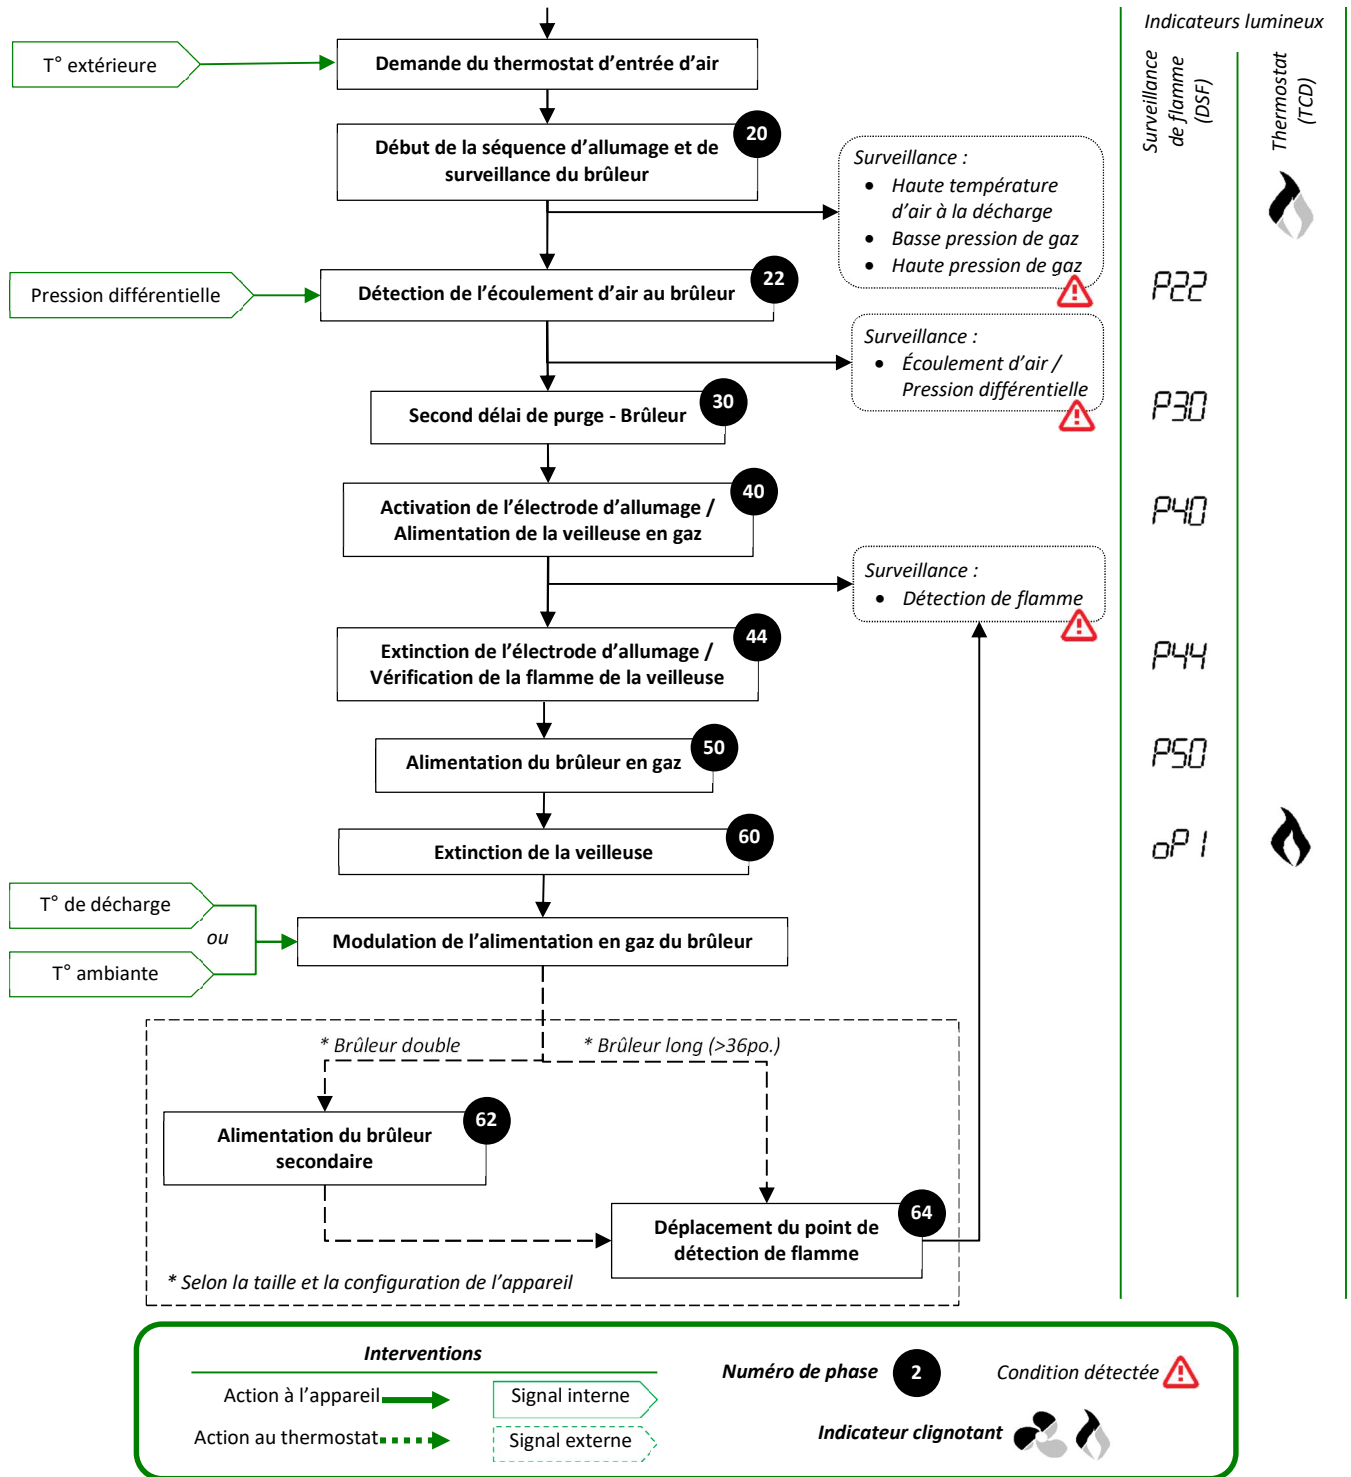 Indicateurs lumineux
Surveillance
de flamme
(DSF)
Thermostat
(TCD)
T° extérieure
Demande du thermostat d'entrée d'air
20
Début de la séquence d'allumage et de
surveillance du brûleur
Surveillance :
• Haute température
d'air à la décharge
• Basse pression de gaz
• Haute pression de gaz
Pression différentielle
22
Détection de l'écoulement d'air au brûleur
P22
Surveillance :
• Écoulement d'air /
Pression différentielle
30
Second délai de purge - Brûleur
P30
40
Activation de l'électrode d'allumage /
Alimentation de la veilleuse en gaz
P40
Surveillance :
• Détection de flamme
44
Extinction de l'électrode d'allumage /
Vérification de la flamme de la veilleuse
P44
50
Alimentation du brûleur en gaz
P50
60
Extinction de la veilleuse
oP1
T° de décharge
ou
T° ambiante
Modulation de l'alimentation en gaz du brûleur
* Brûleur double
* Brûleur long (>36po.)
62
Alimentation du brûleur
secondaire
64
Déplacement du point de
détection de flamme
* Selon la taille et la configuration de l'appareil
Interventions
Action à l'appareil
Signal interne
Action au thermostat
Signal externe
Numéro de phase
2
Condition détectée
Indicateur clignotant